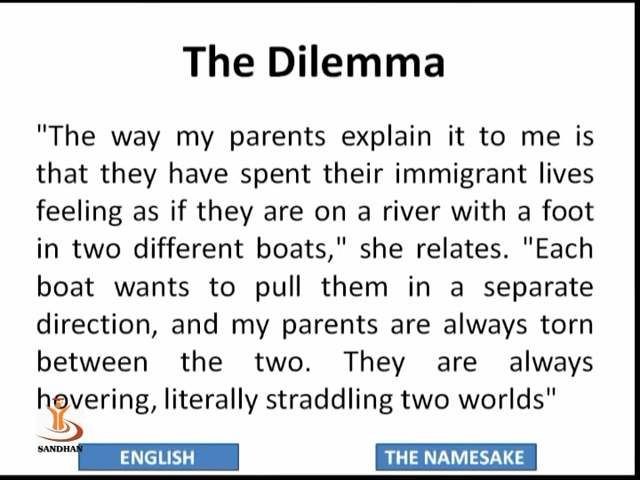 The Dilemma
"The way my parents explain it to me is
that they have spent their immigrant lives
feeling as if they are on a river with a foot
in two different boats," she relates. "Each
boat wants to pull them in a separate
direction, and my parents are always torn
between the two. They are always
hovering, literally straddling two worlds"
SANDHAN
ENGLISH
THE NAMESAKE